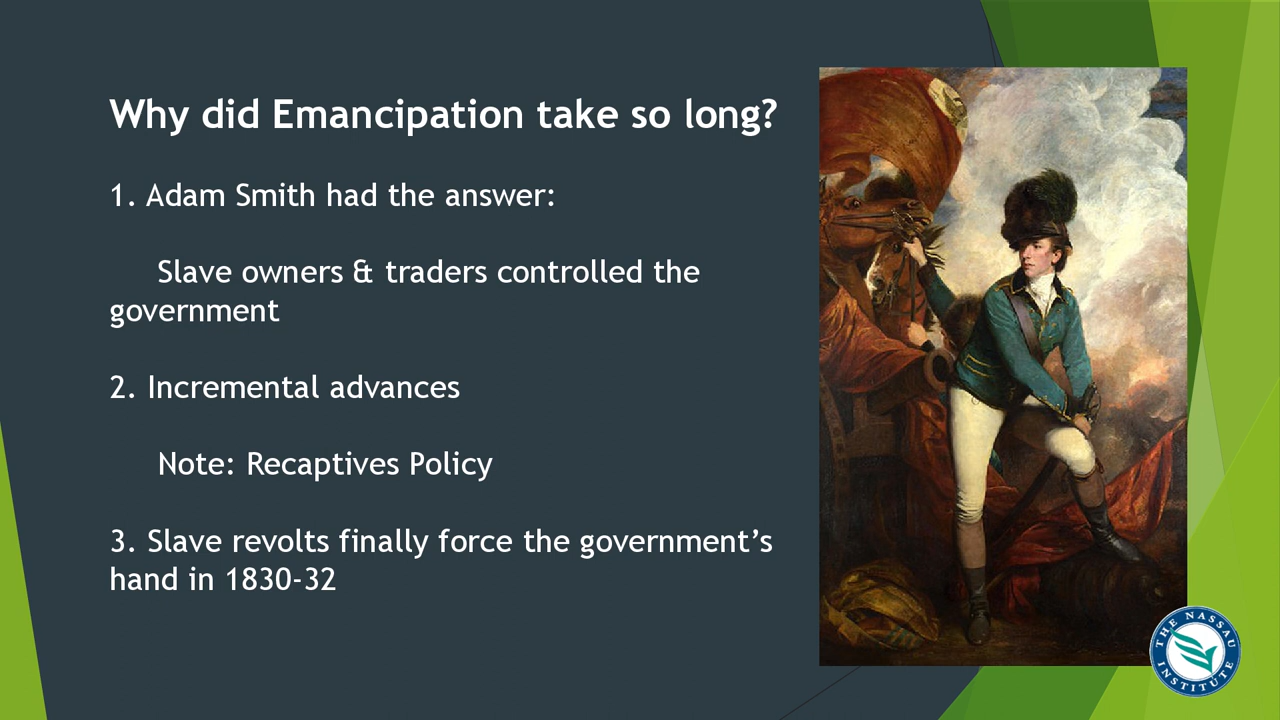 Why did Emancipation take so long?
1. Adam Smith had the answer:
Slave owners & traders controlled the
government
2. Incremental advances
Note: Recaptives Policy
3. Slave revolts finally force the government’s
hand in 1830-32
THE NASSAU
INSTITUTE